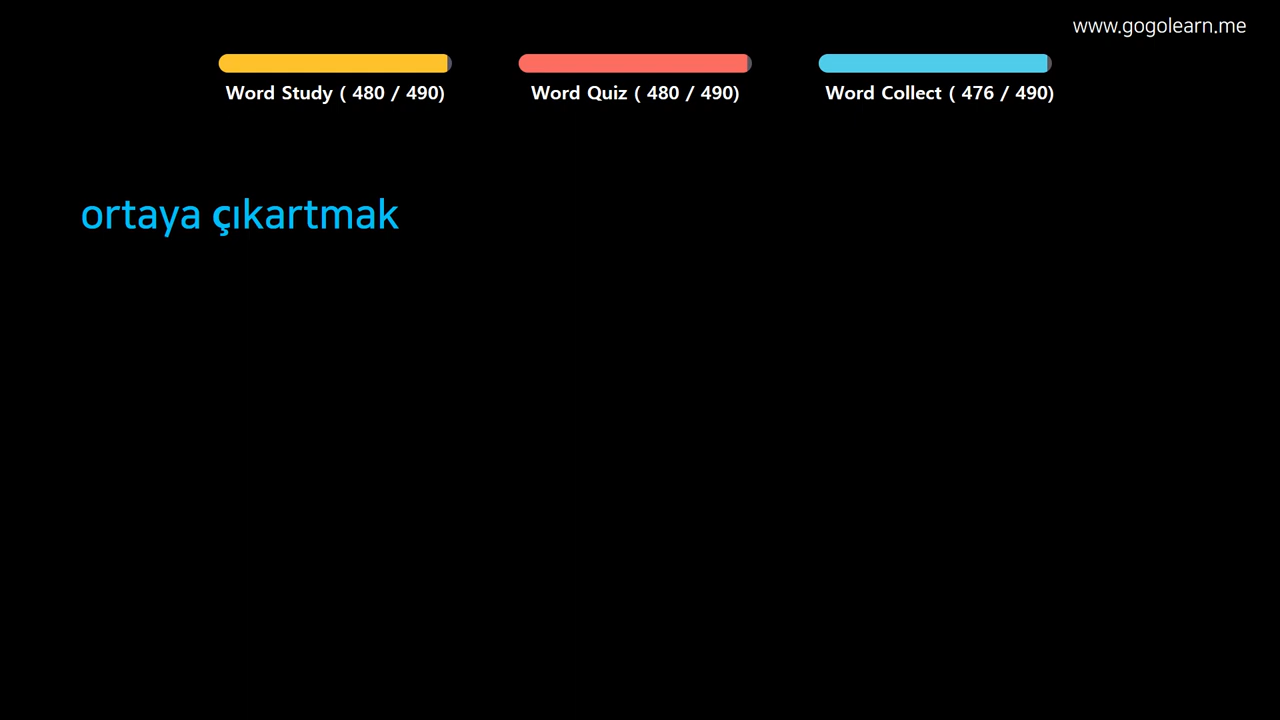 www.gogolearn.me
Word Study ( 480 / 490)
Word Quiz ( 480 / 490)
Word Collect ( 476 / 490)
ortaya çıkartmak